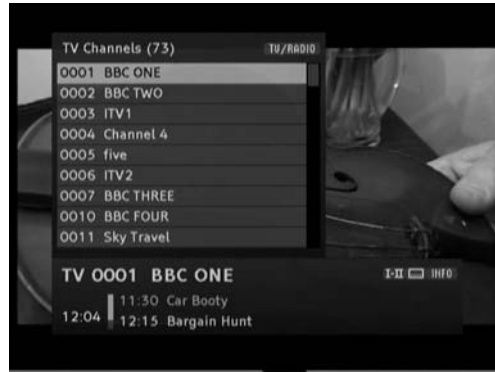 TV Channels (73) TV/RADIO
0001 BBC ONE
0002 BBC TWO
0003 ITV1
0004 Channel 4
0005 five
0006 ITV2
0007 BBC THREE
0010 BBC FOUR
0011 Sky Travel
TV 0001 BBC ONE I-II INFO
11:30 Car Booty
12:04
12:15 Bargain Hunt